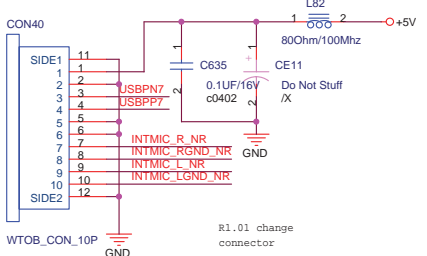 L82
CON40
1
2
+5V
80Ohm/100Mhz
SIDE1
11
1
1
2
2
3
3
USBPN7
4
4
USBPP7
5
5
6
6
7
7
INTMIC_R_NR
8
8
INTMIC_RGND_NR
9
9
INTMIC_L_NR
10
10
INTMIC_LGND_NR
SIDE2
12
WTOB_CON_10P
GND
1
C635
0.1UF/16V
c0402
2
+
1
CE11
Do Not Stuff
/X
2
GND
R1.01 change
connector